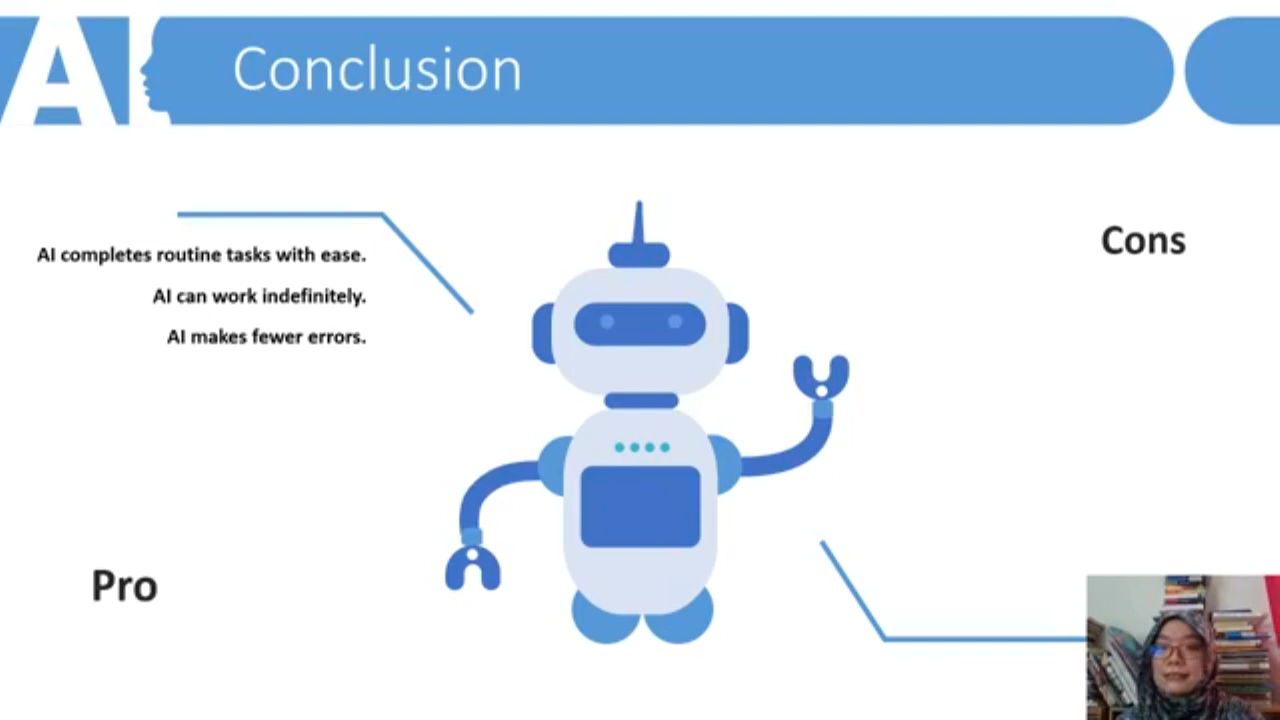 AI
Conclusion
AI completes routine tasks with ease.
AI can work indefinitely.
AI makes fewer errors.
Cons
Pro